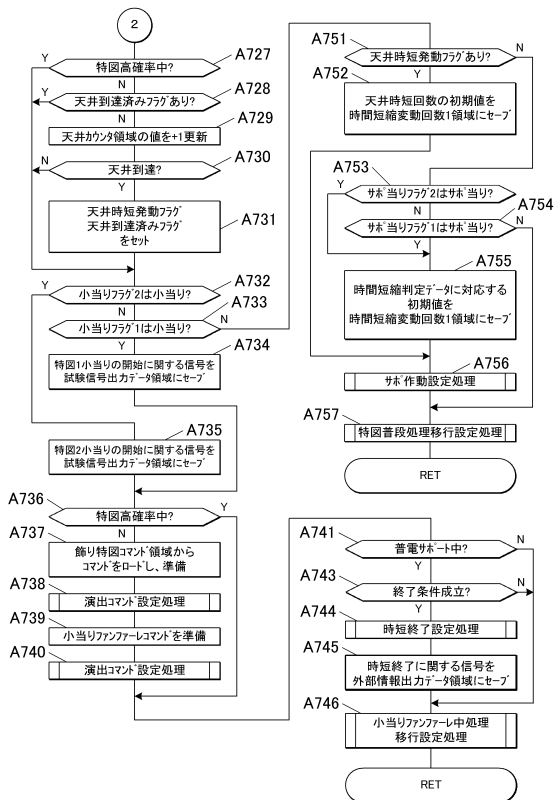 2
Y
特図高確率中?
A727
N
Y
天井到達済みフラグあり?
A728
N
A729
天井カウンタ領域の値を+1更新
N
天井到達?
A730
Y
天井時短発動フラグ
天井到達済みフラグ
をセット
A731
Y
小当りフラグ2は小当り?
A732
N
A733
小当りフラグ1は小当り?
N
Y
A734
特図1小当りの開始に関する信号を
試験信号出力データ領域にセーブ
A735
特図2小当りの開始に関する信号を
試験信号出力データ領域にセーブ
A736
特図高確率中?
Y
A737
N
飾り特図コマンド領域から
コマンドをロードし、準備
A738
演出コマンド設定処理
A739
小当りファンファーレコマンドを準備
A740
演出コマンド設定処理
A751
天井時短発動フラグあり?
N
A752
Y
天井時短回数の初期値を
時間短縮変動回数1領域にセーブ
A753
Y
サポ当りフラグ2はサポ当り?
N
A754
サポ当りフラグ1はサポ当り?
Y
N
A755
時間短縮判定データに対応する
初期値を
時間短縮変動回数1領域にセーブ
A756
サポ作動設定処理
A757
特図普段処理移行設定処理
RET
A741
普電サポート中?
N
Y
A743
終了条件成立?
N
Y
A744
時短終了設定処理
A745
時短終了に関する信号を
外部情報出力データ領域にセーブ
A746
小当りファンファーレ中処理
移行設定処理
RET